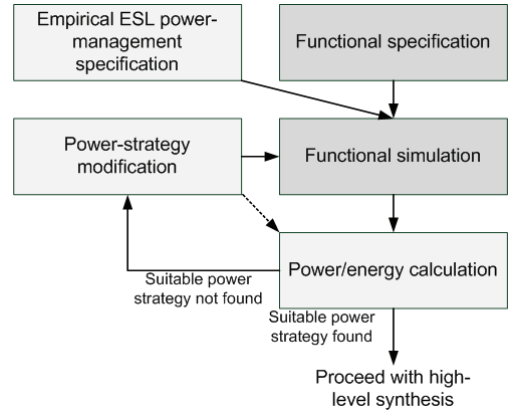 Empirical ESL power-
management
specification
Functional specification
Power-strategy
modification
Functional simulation
Power/energy calculation
Suitable power
strategy not found
Suitable power
strategy found
Proceed with high-
level synthesis